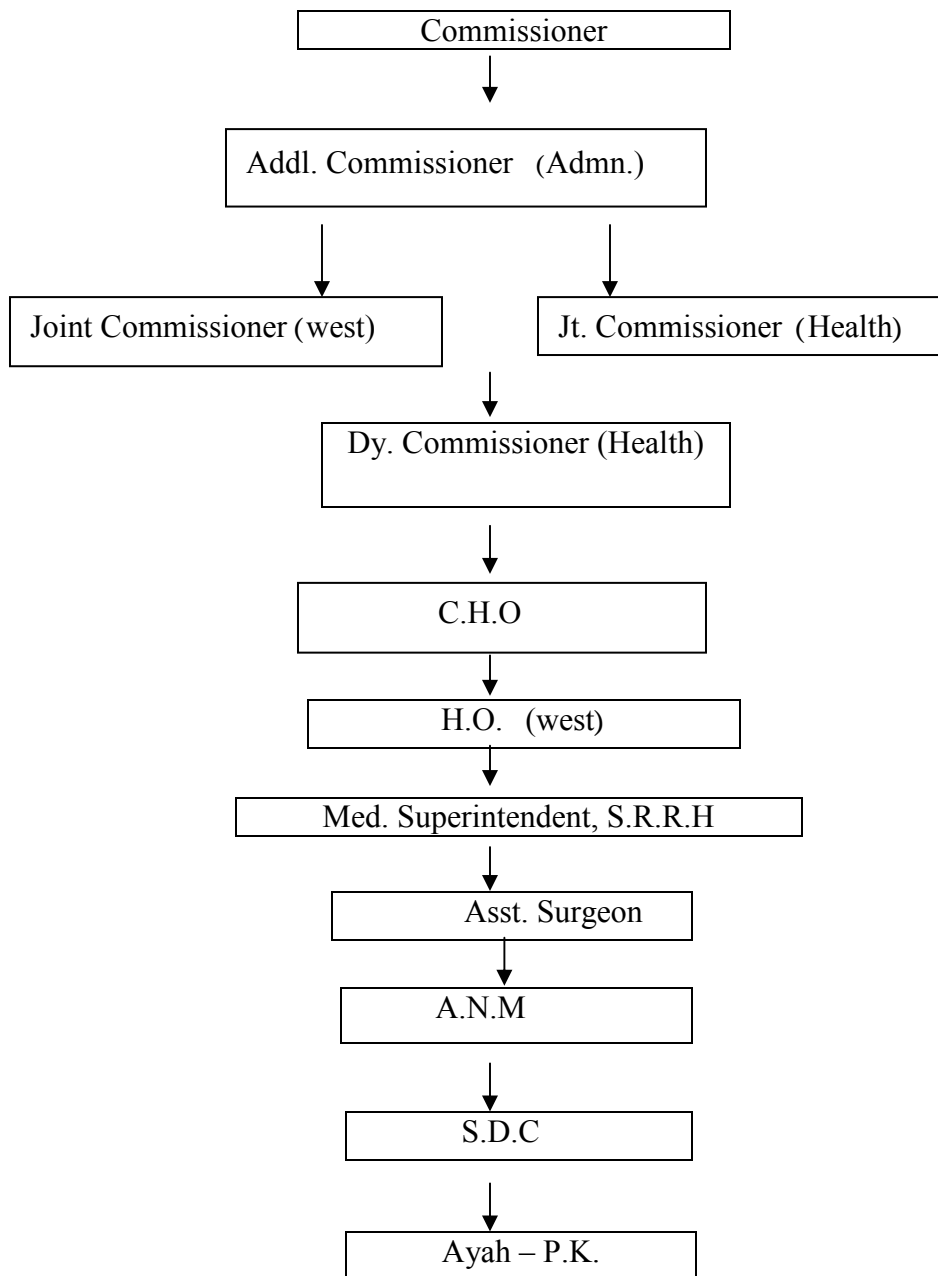 Commissioner
Addl. Commissioner (Admn.)
Joint Commissioner (west)
Jt. Commissioner (Health)
Dy. Commissioner (Health)
C.H.O
H.O. (west)
Med. Superintendent, S.R.R.H
Asst. Surgeon
A.N.M
S.D.C
Ayah – P.K.